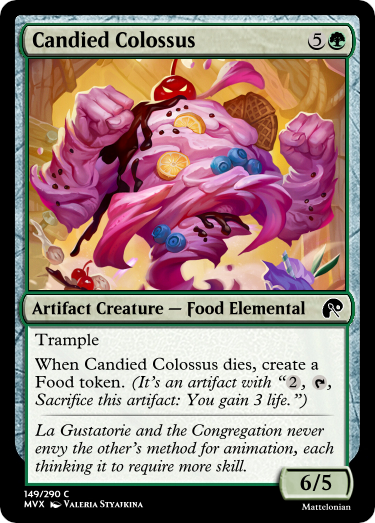 Candied Colossus 5
Artifact Creature — Food Elemental
Trample
When Candied Colossus dies, create a
Food token. (It's an artifact with “2, ,
Sacrifice this artifact: You gain 3 life.”)
La Gustatorie and the Congregation never
envy the other's method for animation, each
thinking it to require more skill.
6/5
149/290 C
MVX VALERIA STYAJKINA
Mattelonian